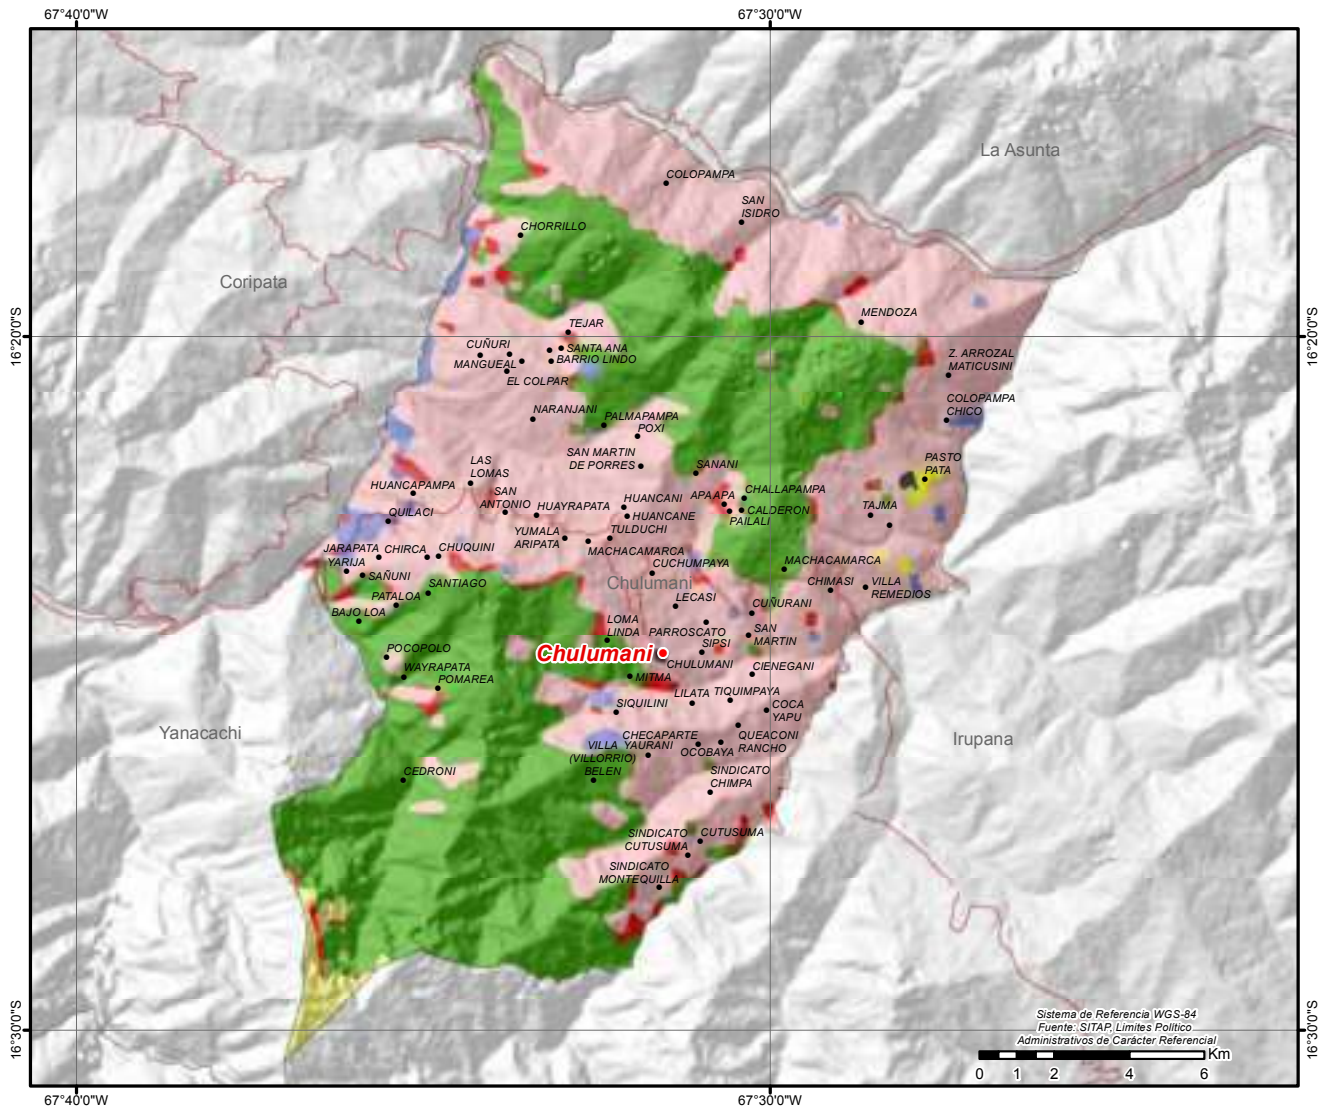 67°40'0"W
67°30'0"W
La Asunta
COLOPAMPA
SAN
ISIDRO
CHORRILLO
Coripata
MENDOZA
TEJAR
16°20'0"S
16°20'0"S
CUÑURI
SANTA ANA
MANGUEAL
BARRIO LINDO
EL COLPAR
Z. ARROZAL
MATICUSINI
COLOPAMPA
CHICO
NARANJANI
PALMAPAMPA
POXI
SAN MARTIN
DE PORRES
SANANI
PASTO
PATA
LAS
LOMAS
HUANCAPAMPA
SAN
ANTONIO
HUAYRAPATA
HUANCANI
HUANCANE
APA APA
CHALLAPAMPA
CALDERON
PAILALI
TAJMA
QUILACI
YUMALA
ARIPATA
TULDUCHI
MACHACAMARCA
JARAPATA
CHIRCA
CHUQUINI
YARIJA
SAÑUNI
CUCHUMPAYA
MACHACAMARCA
Chulumani
CHIMASI
VILLA
REMEDIOS
SANTIAGO
PATALOA
BAJO LOA
LECASI
CUÑURANI
LOMA
LINDA
PARROSCATO
SAN
MARTIN
SIPSI
Chulumani
CHULUMANI
POCOPOLO
WAYRAPATA
POMAREA
MITMA
CIENEGANI
LILATA
TIQUIMPAYA
SIQUILINI
COCA
YAPU
Yanacachi
Irupana
CHECAPARTE
QUEACONI
RANCHO
VILLA
(VILLORRIO)
BELEN
YAURANI
OCOBAYA
CEDRONI
SINDICATO
CHIMPA
SINDICATO
CUTUSUMA
CUTUSUMA
SINDICATO
MONTEQUILLA
Sistema de Referencia WGS-84
Fuente: SITAP, Limites Político
Administrativos de Carácter Referencial
16°30'0"S
16°30'0"S
Km
0 1 2 4 6
67°40'0"W
67°30'0"W